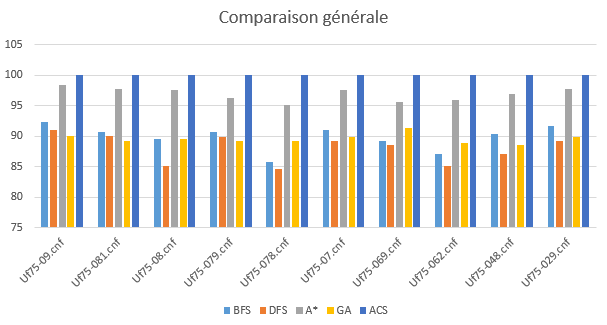 Comparaison générale
105
100
95
90
85
80
75
Uf75-09.cnf
Uf75-081.cnf
Uf75-08.cnf
Uf75-079.cnf
Uf75-078.cnf
Uf75-07.cnf
Uf75-069.cnf
Uf75-062.cnf
Uf75-048.cnf
Uf75-029.cnf
BFS DFS A* GA ACS